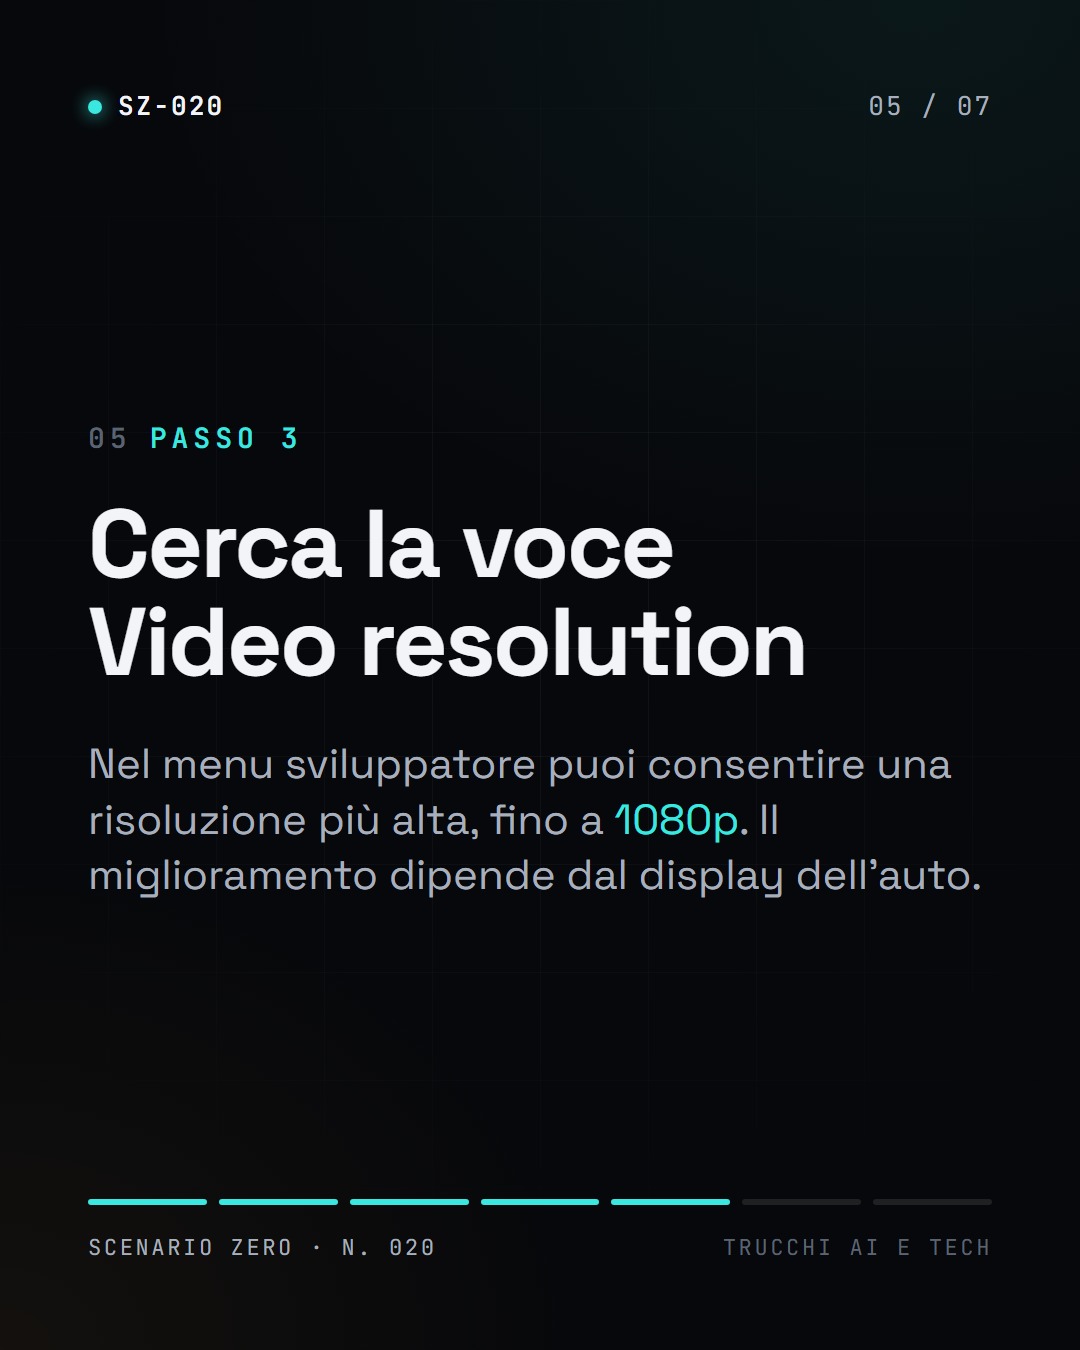 SZ-020
05 / 07
05 PASSO 3
Cerca la voce
Video resolution
Nel menu sviluppatore puoi consentire una
risoluzione più alta, fino a 1080p. Il
miglioramento dipende dal display dell’auto.
SCENARIO ZERO · N. 020
TRUCCHI AI E TECH